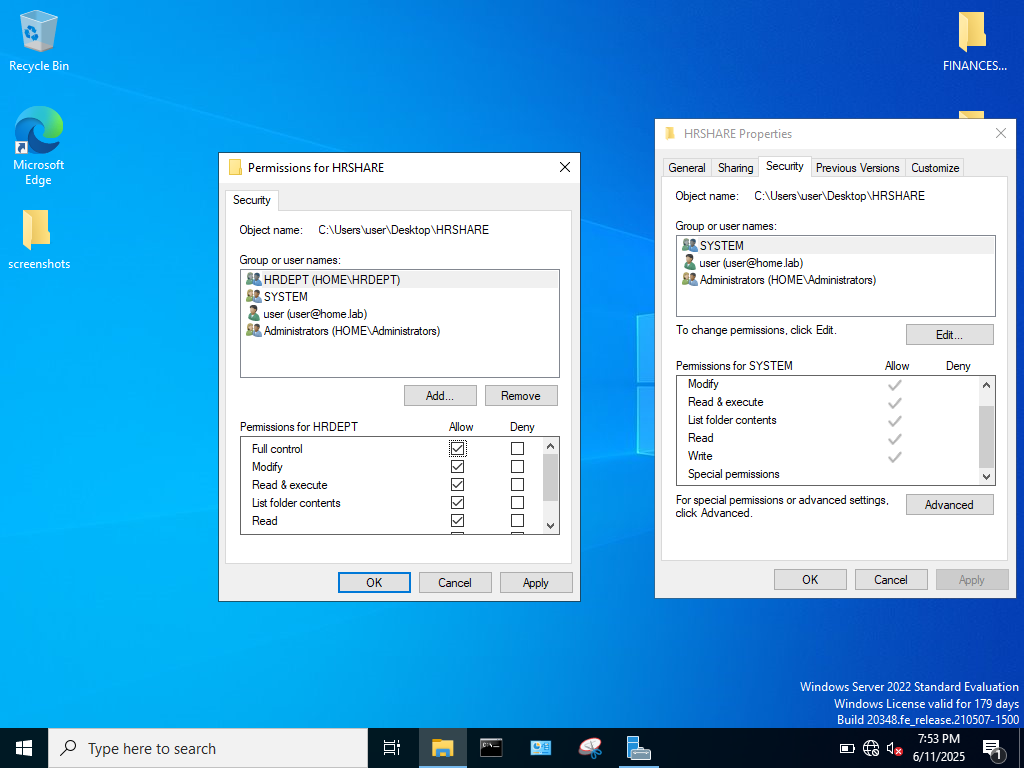 Recycle Bin
Microsoft
Edge
screenshots
FINANCES...
Permissions for HRSHARE
Security
Object name: C:\Users\user\Desktop\HRSHARE
Group or user names:
HRDEPT (HOME\HRDEPT)
SYSTEM
user (user@home.lab)
Administrators (HOME\Administrators)
Add...
Remove
Permissions for HRDEPT Allow Deny
Full control
Modify
Read & execute
List folder contents
Read
OK
Cancel
Apply
HRSHARE Properties
General Sharing Security Previous Versions Customize
Object name: C:\Users\user\Desktop\HRSHARE
Group or user names:
SYSTEM
user (user@home.lab)
Administrators (HOME\Administrators)
To change permissions, click Edit.
Edit...
Permissions for SYSTEM Allow Deny
Modify
Read & execute
List folder contents
Read
Write
Special permissions
For special permissions or advanced settings,
click Advanced.
Advanced
OK
Cancel
Apply
Windows Server 2022 Standard Evaluation
Windows License valid for 179 days
Build 20348.fe_release.210507-1500
Type here to search
7:53 PM
6/11/2025
1